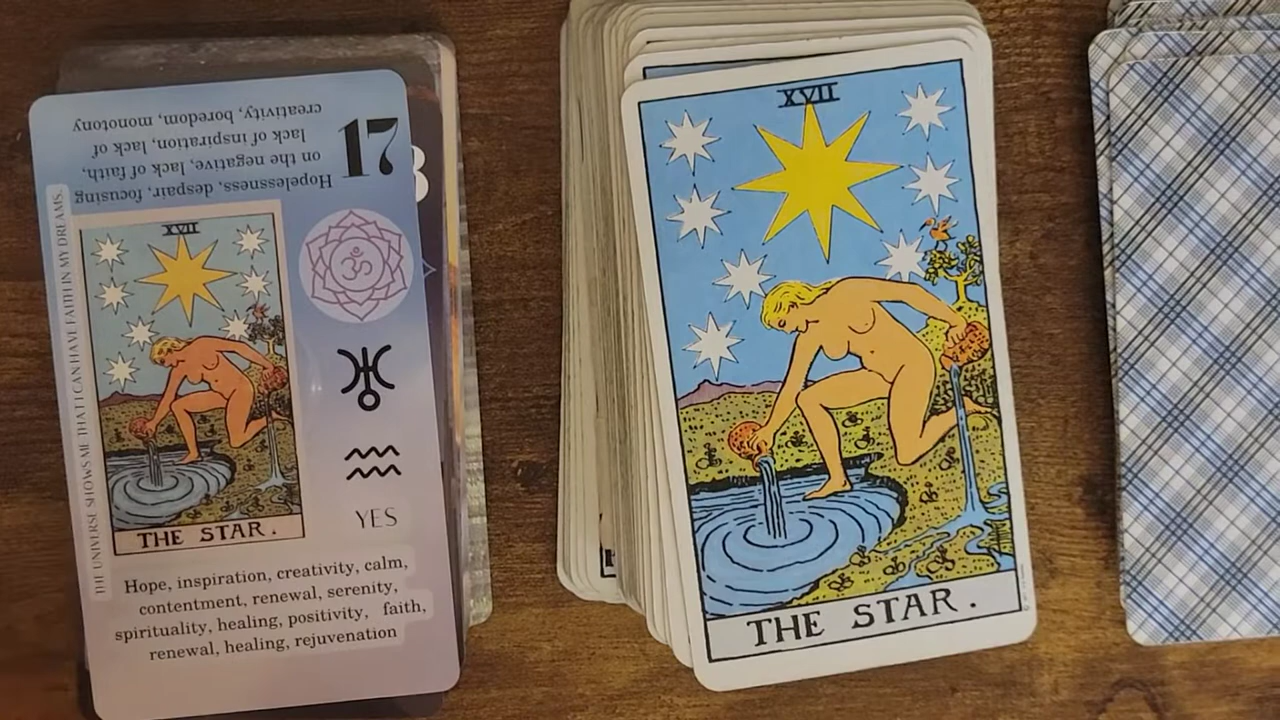 Hopelessness, despair, focusing
on the negative, lack of faith,
lack of inspiration, lack of
creativity, boredom, monotony
17
THE UNIVERSE SHOWS ME THAT I CAN HAVE FAITH IN MY DREAMS.
XVII
THE STAR.
YES
Hope, inspiration, creativity, calm,
contentment, renewal, serenity,
spirituality, healing, positivity, faith,
renewal, healing, rejuvenation
XVII
THE STAR.